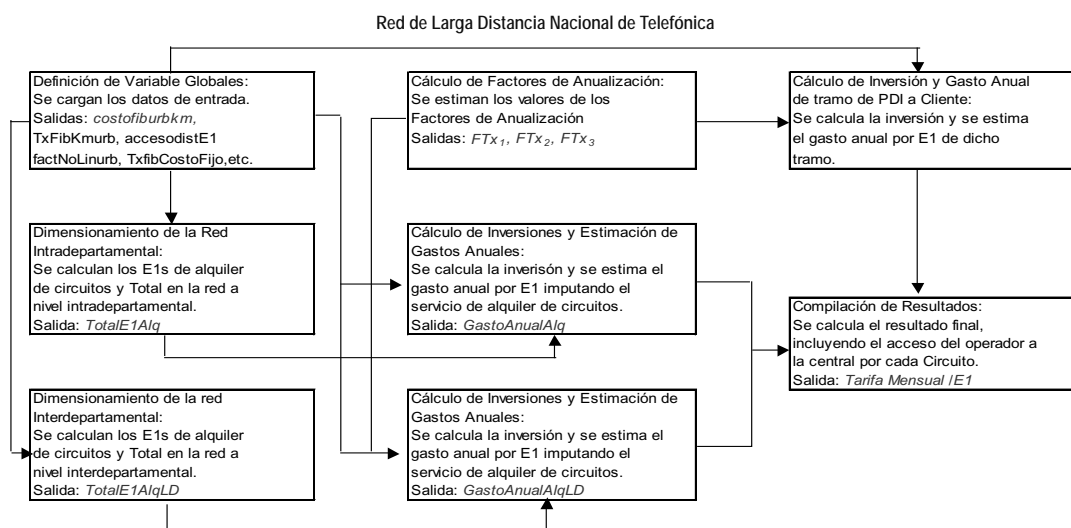 Red de Larga Distancia Nacional de Telefónica
Definición de Variable Globales:
Se cargan los datos de entrada.
Salidas: costofiburbkm,
TxFibKmurb, accesodistE1
factNoLinurb, TxfibCostoFijo,etc.
Cálculo de Factores de Anualización:
Se estiman los valores de los
Factores de Anualización
Salidas: FTx1, FTx2, FTx3
Cálculo de Inversión y Gasto Anual
de tramo de PDI a Cliente:
Se calcula la inversión y se estima
el gasto anual por E1 de dicho
tramo.
Dimensionamiento de la Red
Intradepartamental:
Se calculan los E1s de alquiler
de circuitos y Total en la red a
nivel intradepartamental.
Salida: TotalE1Alq
Cálculo de Inversiones y Estimación de
Gastos Anuales:
Se calcula la inverisón y se estima el
gasto anual por E1 imputando el
servicio de alquiler de circuitos.
Salida: GastoAnualAlq
Compilación de Resultados:
Se calcula el resultado final,
incluyendo el acceso del operador a
la central por cada Circuito.
Salida: Tarifa Mensual /E1
Dimensionamiento de la red
Interdepartamental:
Se calculan los E1s de alquiler
de circuitos y Total en la red a
nivel interdepartamental.
Salida: TotalE1AlqLD
Cálculo de Inversiones y Estimación de
Gastos Anuales:
Se calcula la inversión y se estima el
gasto anual por E1 imputando el
servicio de alquiler de circuitos.
Salida: GastoAnualAlqLD